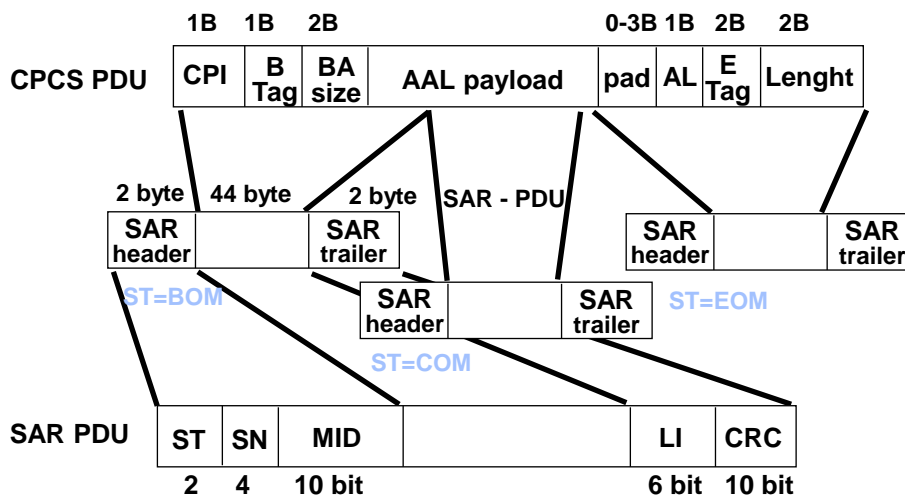 1B 1B 2B 0-3B 1B 2B 2B
CPCS PDU CPI B Tag BA size AAL payload pad AL E Tag Lenght
2 byte 44 byte 2 byte SAR - PDU
SAR header SAR trailer SAR header SAR trailer
ST=BOM SAR header SAR trailer ST=EOM
ST=COM
SAR PDU ST SN MID LI CRC
2 4 10 bit 6 bit 10 bit